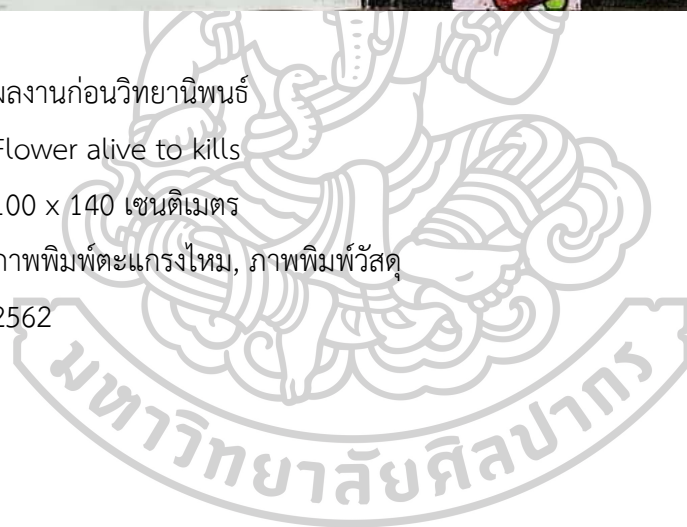 ผลงานก่อนวิทยานิพนธ์
Flower alive to kills
100 x 140 เซนติเมตร
ภาพพิมพ์ตะแกรงไหม, ภาพพิมพ์วัสดุ
2562
มหาวิทยาลัยศิลปากร